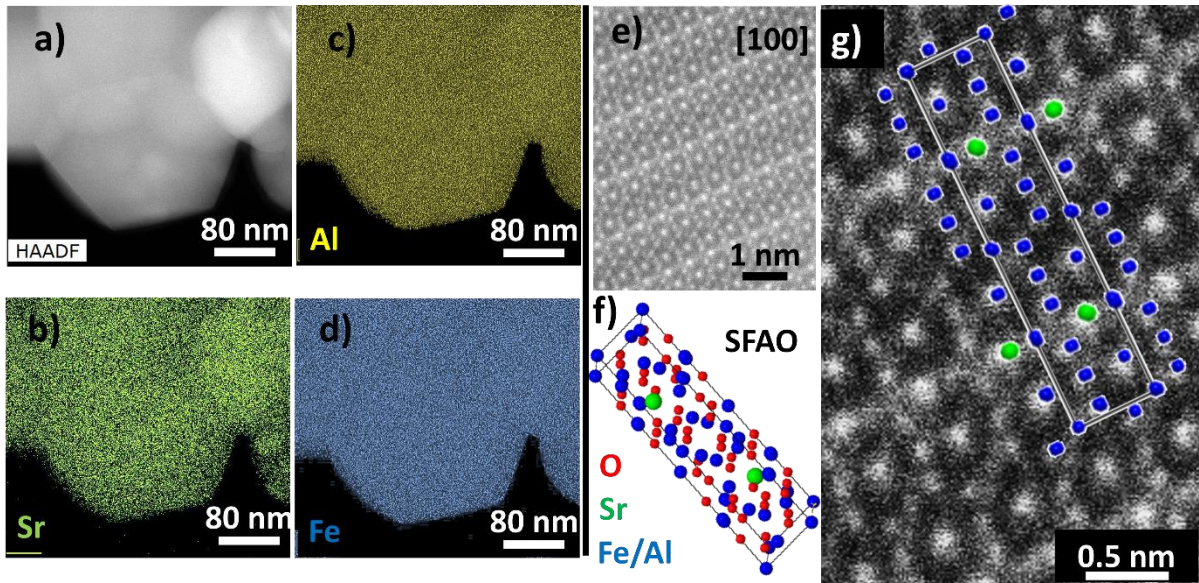 a)
HAADF
80 nm
c)
Al
80 nm
b)
Sr
80 nm
d)
Fe
80 nm
e)
[100]
1 nm
f)
SFAO
O
Sr
Fe/Al
g)
0.5 nm